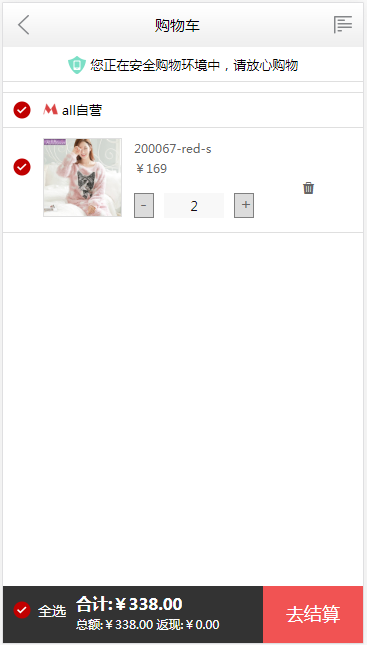 购物车
您正在安全购物环境中，请放心购物
all自营
200067-red-s
￥169
- 2 +
全选
合计:￥338.00
总额:￥338.00 返现:￥0.00
去结算